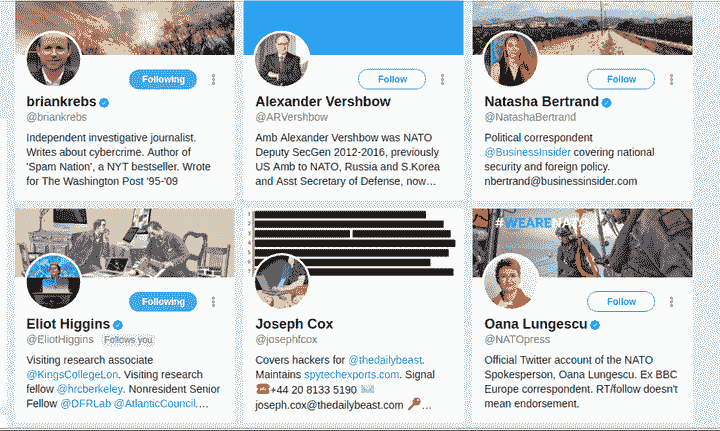 Following
briankrebs
@briankrebs
Independent investigative journalist.
Writes about cybercrime. Author of
'Spam Nation', a NYT bestseller. Wrote
for The Washington Post '95-'09
Follow
Alexander Vershbow
@ARVershbow
Amb Alexander Vershbow was NATO
Deputy SecGen 2012-2016, previously
US Amb to NATO, Russia and S.Korea
and Asst Secretary of Defense, now…
Follow
Natasha Bertrand
@NatashaBertrand
Political correspondent
@BusinessInsider covering national
security and foreign policy.
nbertrand@businessinsider.com
Following
Eliot Higgins
@EliotHiggins Follows you
Visiting research associate
@KingsCollegeLon. Visiting research
fellow @hrcberkeley. Nonresident Senior
Fellow @DFRLab @AtlanticCouncil.…
1
2
3
4
5
6
7
Joseph Cox
@josephfcox
Covers hackers for @thedailybeast.
Maintains spytechexports.com. Signal
☎️+44 20 8133 5190 📨
joseph.cox@thedailybeast.com 🔑…
#WEARENATO
Follow
Oana Lungescu
@NATOpress
Official Twitter account of the NATO
Spokesperson, Oana Lungescu. Ex BBC
Europe correspondent. RT/follow doesn't
mean endorsement.